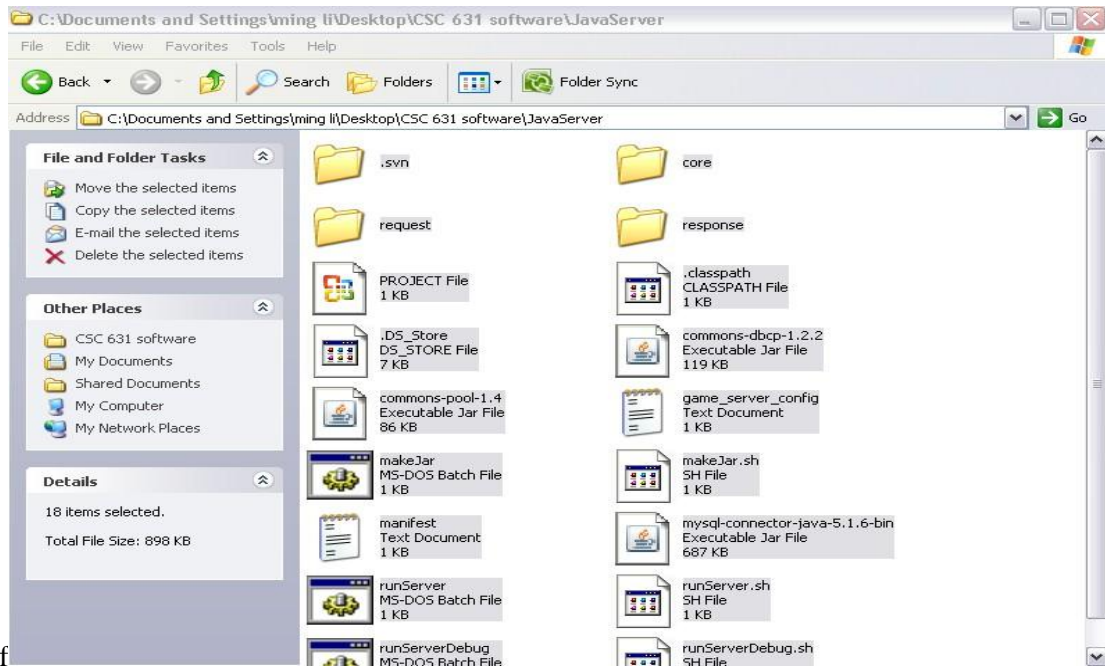 C:\Documents and Settings\ming li\Desktop\CSC 631 software\JavaServer
File Edit View Favorites Tools Help
Back Search Folders Folder Sync
Address C:\Documents and Settings\ming li\Desktop\CSC 631 software\JavaServer Go
File and Folder Tasks
Move the selected items
Copy the selected items
E-mail the selected items
Delete the selected items
Other Places
CSC 631 software
My Documents
Shared Documents
My Computer
My Network Places
Details
18 items selected.
Total File Size: 898 KB
.svn
core
request
response
PROJECT File
1 KB
.classpath
CLASSPATH File
1 KB
.DS_Store
DS_STORE File
7 KB
commons-dbcp-1.2.2
Executable Jar File
119 KB
commons-pool-1.4
Executable Jar File
86 KB
game_server_config
Text Document
1 KB
makeJar
MS-DOS Batch File
1 KB
makeJar.sh
SH File
1 KB
manifest
Text Document
1 KB
mysql-connector-java-5.1.6-bin
Executable Jar File
687 KB
runServer
MS-DOS Batch File
1 KB
runServer.sh
SH File
1 KB
runServerDebug
MS-DOS Batch File
runServerDebug.sh
SH File
f